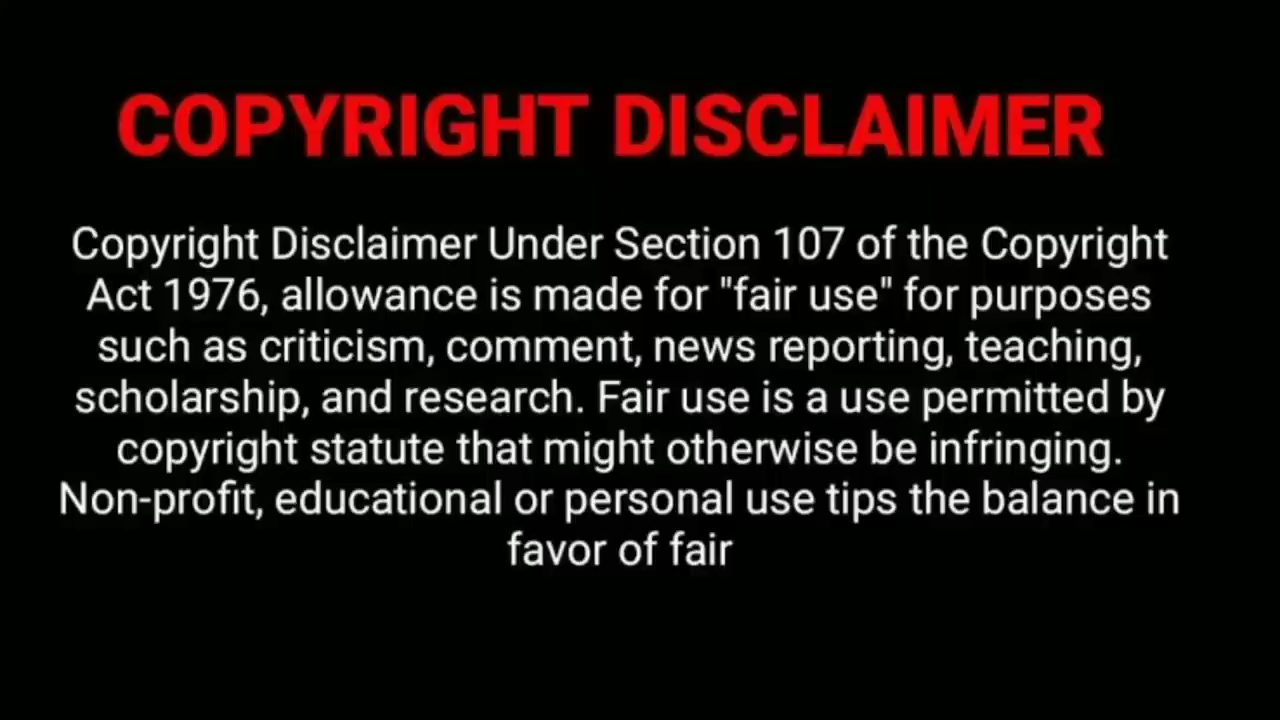 COPYRIGHT DISCLAIMER
Copyright Disclaimer Under Section 107 of the Copyright
Act 1976, allowance is made for "fair use" for purposes
such as criticism, comment, news reporting, teaching,
scholarship, and research. Fair use is a use permitted by
copyright statute that might otherwise be infringing.
Non-profit, educational or personal use tips the balance in
favor of fair